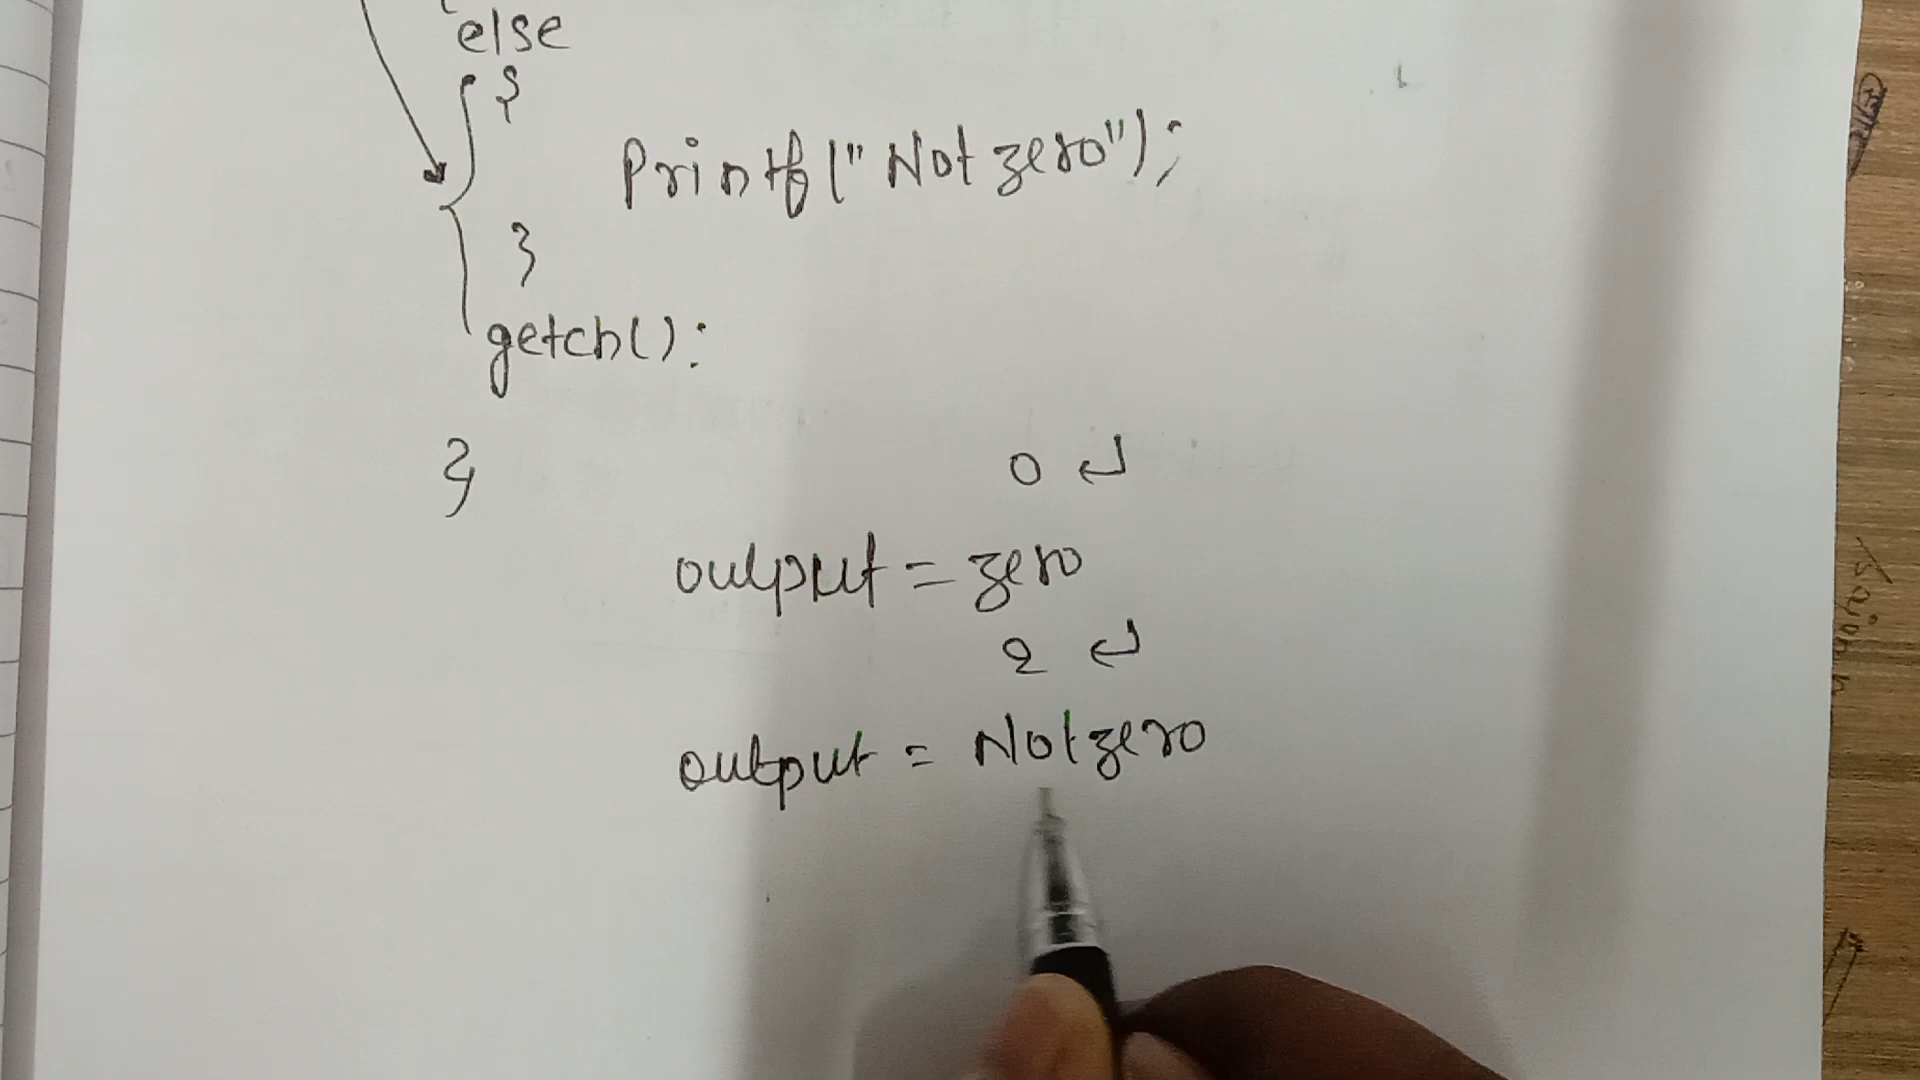 else
{
Printf("Not zero");
}
getch();
}
0 ↵
output = zero
2 ↵
output = Not zero